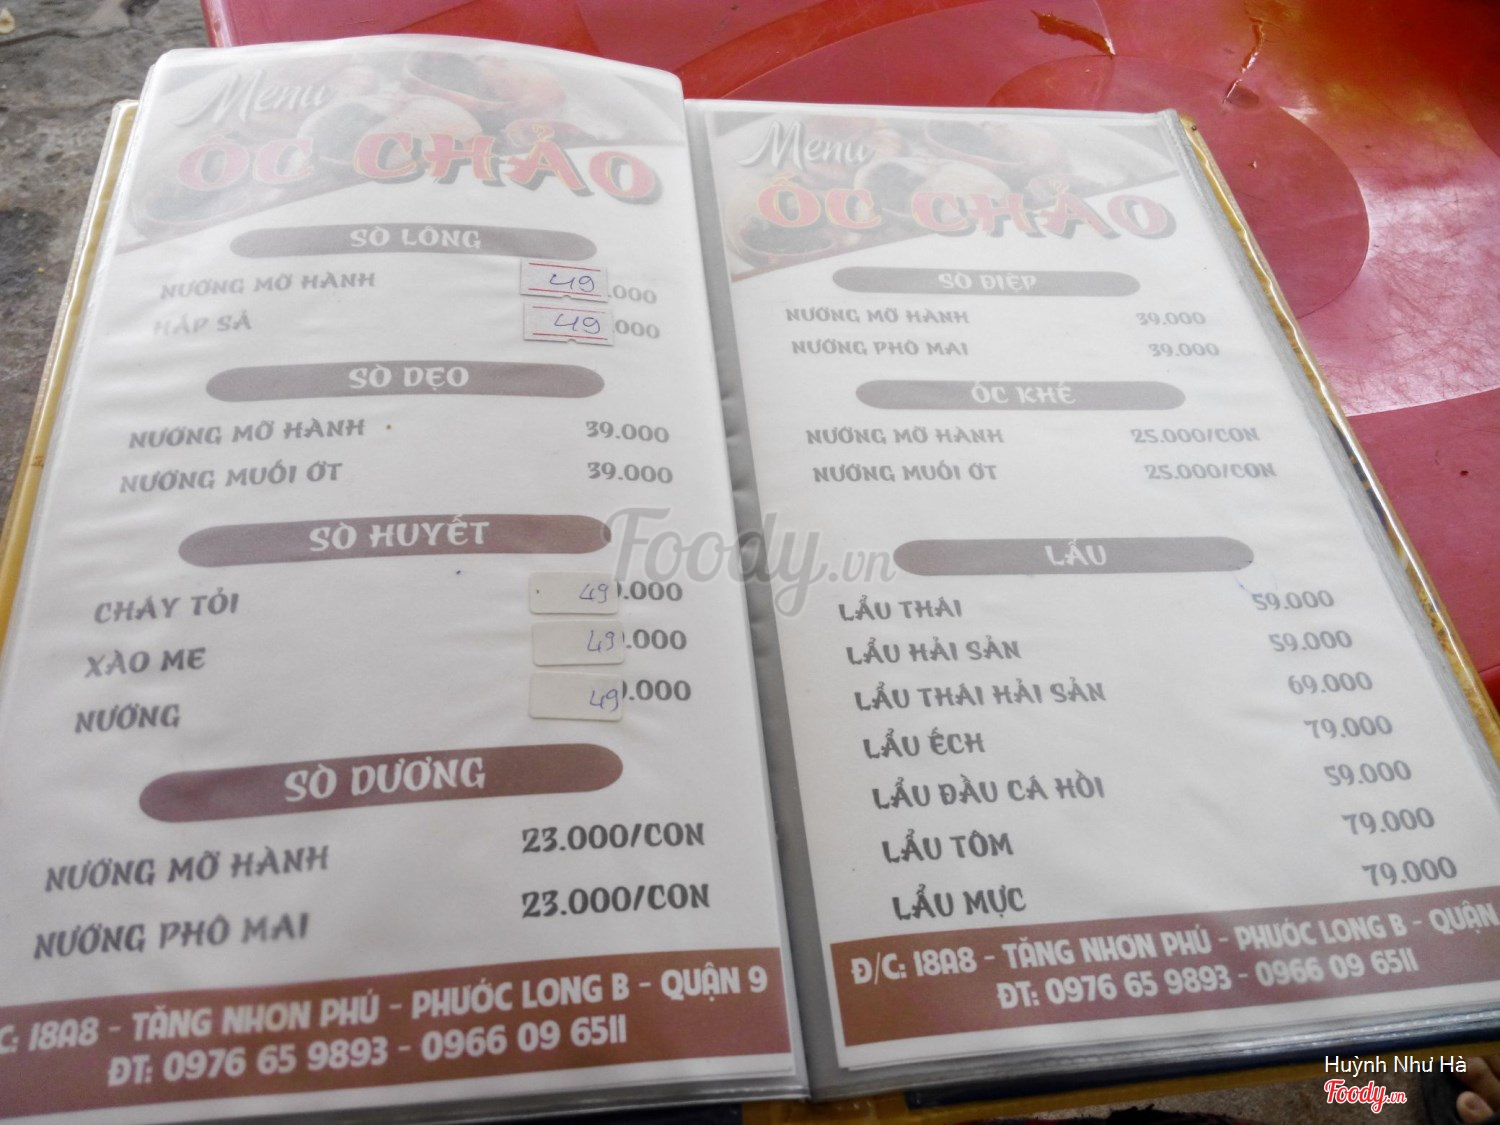 Menu
ỐC CHẢO
SÒ LÔNG
NƯỚNG MỠ HÀNH 49.000
HẤP SẢ 49.000
SÒ DẸO
NƯỚNG MỠ HÀNH 39.000
NƯỚNG MUỐI ỚT 39.000
SÒ HUYẾT
CHÁY TỎI 49.000
XÀO ME 49.000
NƯỚNG 49.000
SÒ DƯƠNG
NƯỚNG MỠ HÀNH 23.000/CON
NƯỚNG PHÔ MAI 23.000/CON
C: 18A8 - TĂNG NHƠN PHÚ - PHƯỚC LONG B - QUẬN 9
ĐT: 0976 65 9893 - 0966 09 6511
Menu
ỐC CHẢO
SÒ ĐIỆP
NƯỚNG MỠ HÀNH 39.000
NƯỚNG PHÔ MAI 39.000
ỐC KHẾ
NƯỚNG MỠ HÀNH 25.000/CON
NƯỚNG MUỐI ỚT 25.000/CON
LẨU
LẨU THÁI 59.000
LẨU HẢI SẢN 59.000
LẨU THÁI HẢI SẢN 69.000
LẨU ẾCH 79.000
LẨU ĐẦU CÁ HỒI 59.000
LẨU TÔM 79.000
LẨU MỰC 79.000
Đ/C: 18A8 - TĂNG NHƠN PHÚ - PHƯỚC LONG B - QUẬN
ĐT: 0976 65 9893 - 0966 09 6511
Foody.vn
Huỳnh Như Hà
Foody.vn